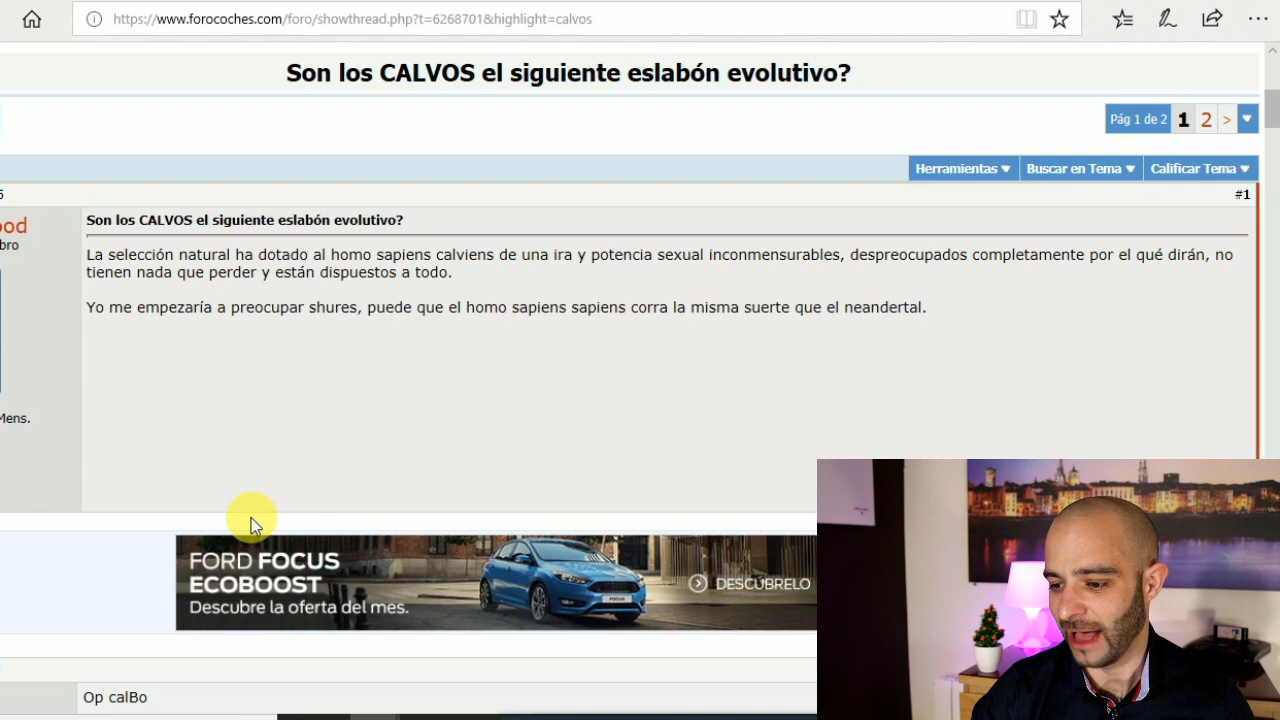 https://www.forocoches.com/foro/showthread.php?t=6268701&highlight=calvos
Son los CALVOS el siguiente eslabón evolutivo?
Pág 1 de 2 1 2 >
Herramientas Buscar en Tema Calificar Tema
5 #1
ood
bro
Son los CALVOS el siguiente eslabón evolutivo?
La selección natural ha dotado al homo sapiens calviens de una ira y potencia sexual inconmensurables, despreocupados completamente por el qué dirán, no
tienen nada que perder y están dispuestos a todo.
Yo me empezaría a preocupar shures, puede que el homo sapiens sapiens corra la misma suerte que el neandertal.
Mens.
FORD FOCUS
ECOBOOST
Descubre la oferta del mes.
DESCÚBRELO
FOCUS
Op calBo